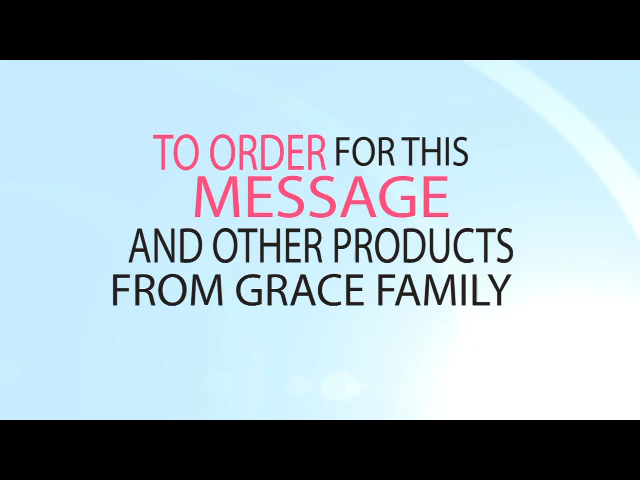 TO ORDER FOR THIS
MESSAGE
AND OTHER PRODUCTS
FROM GRACE FAMILY